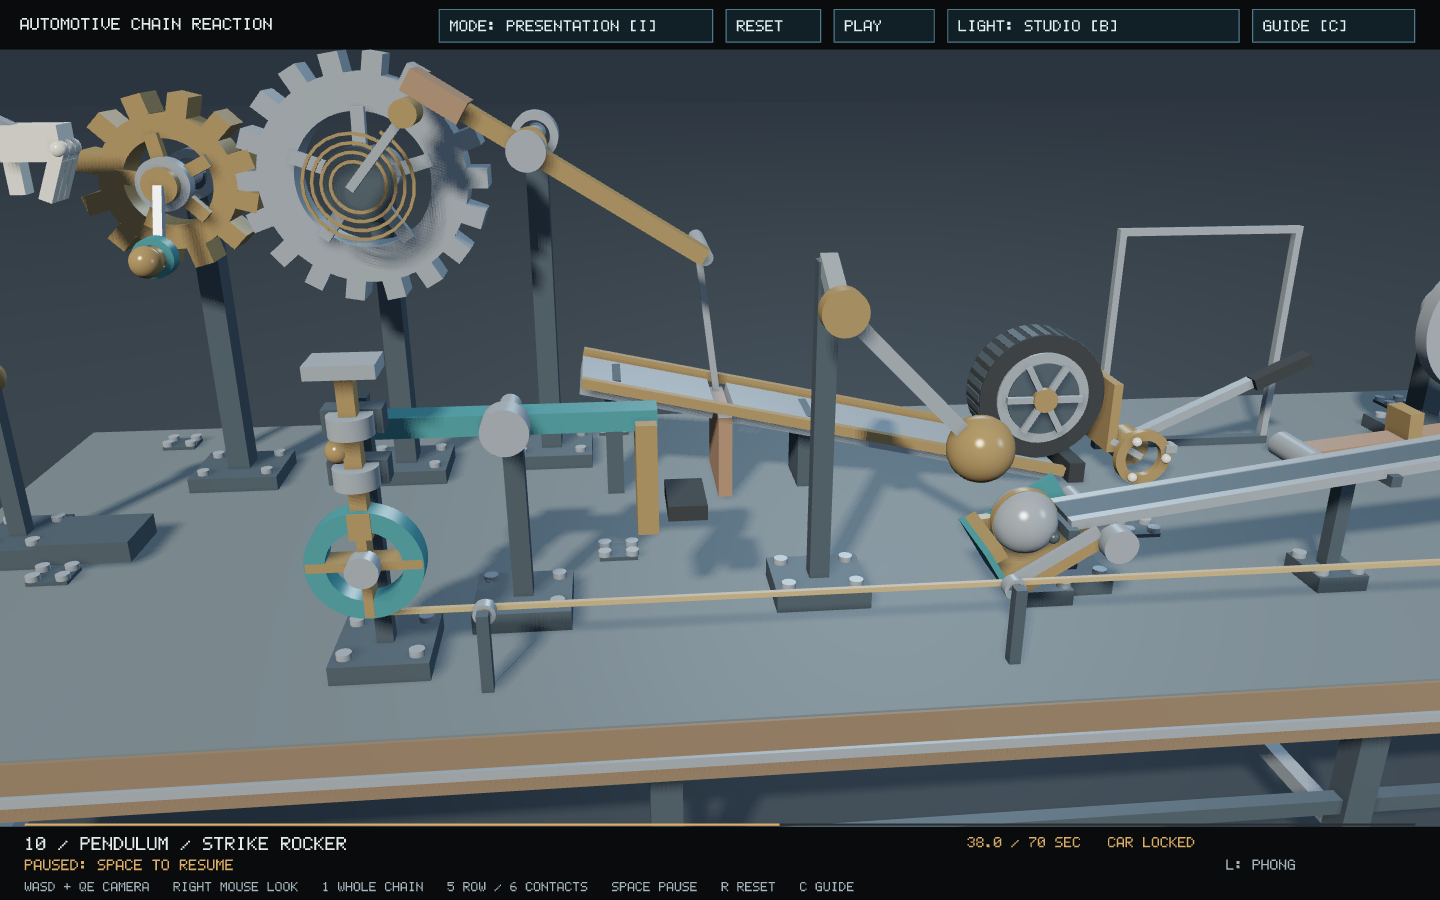 AUTOMOTIVE CHAIN REACTION
MODE: PRESENTATION [I]
RESET
PLAY
LIGHT: STUDIO [B]
GUIDE [C]
10 / PENDULUM / STRIKE ROCKER
38.0 / 70 SEC CAR LOCKED
PAUSED: SPACE TO RESUME
L: PHONG
WASD + QE CAMERA RIGHT MOUSE LOOK 1 WHOLE CHAIN 5 ROW / 6 CONTACTS SPACE PAUSE R RESET C GUIDE